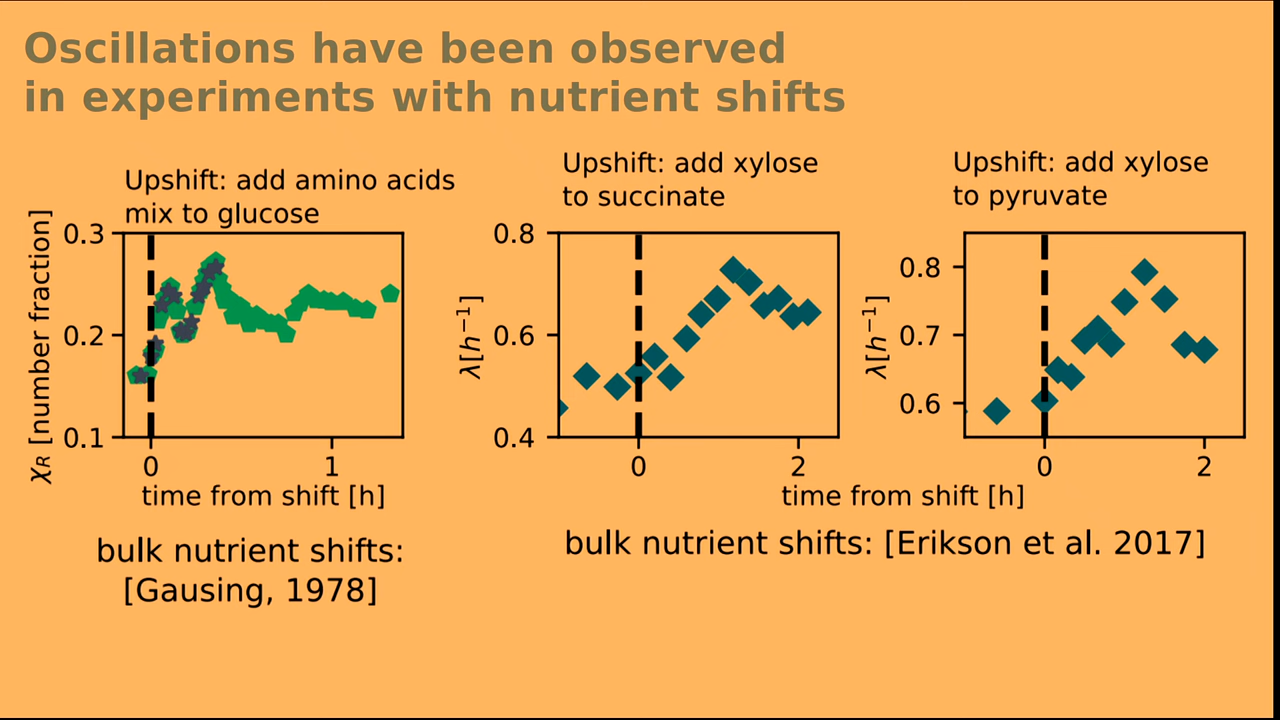 Oscillations have been observed
in experiments with nutrient shifts
Upshift: add amino acids
mix to glucose
χR [number fraction]
0.3
0.2
0.1
0
1
time from shift [h]
bulk nutrient shifts:
[Gausing, 1978]
Upshift: add xylose
to succinate
λ[h⁻¹]
0.8
0.6
0.4
0
2
Upshift: add xylose
to pyruvate
λ[h⁻¹]
0.8
0.7
0.6
0
2
time from shift [h]
bulk nutrient shifts: [Erikson et al. 2017]